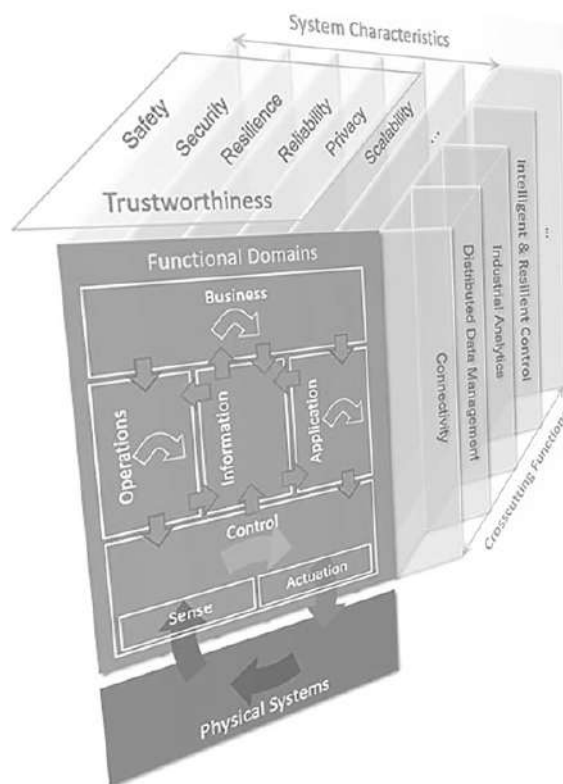 System Characteristics
Safety
Security
Resilience
Reliability
Privacy
Scalability
...
Trustworthiness
Functional Domains
Business
Operations
Information
Application
Control
Sense
Actuation
Physical Systems
Connectivity
Distributed Data Management
Industrial Analytics
Intelligent & Resilient Control
...
Crosscutting Function